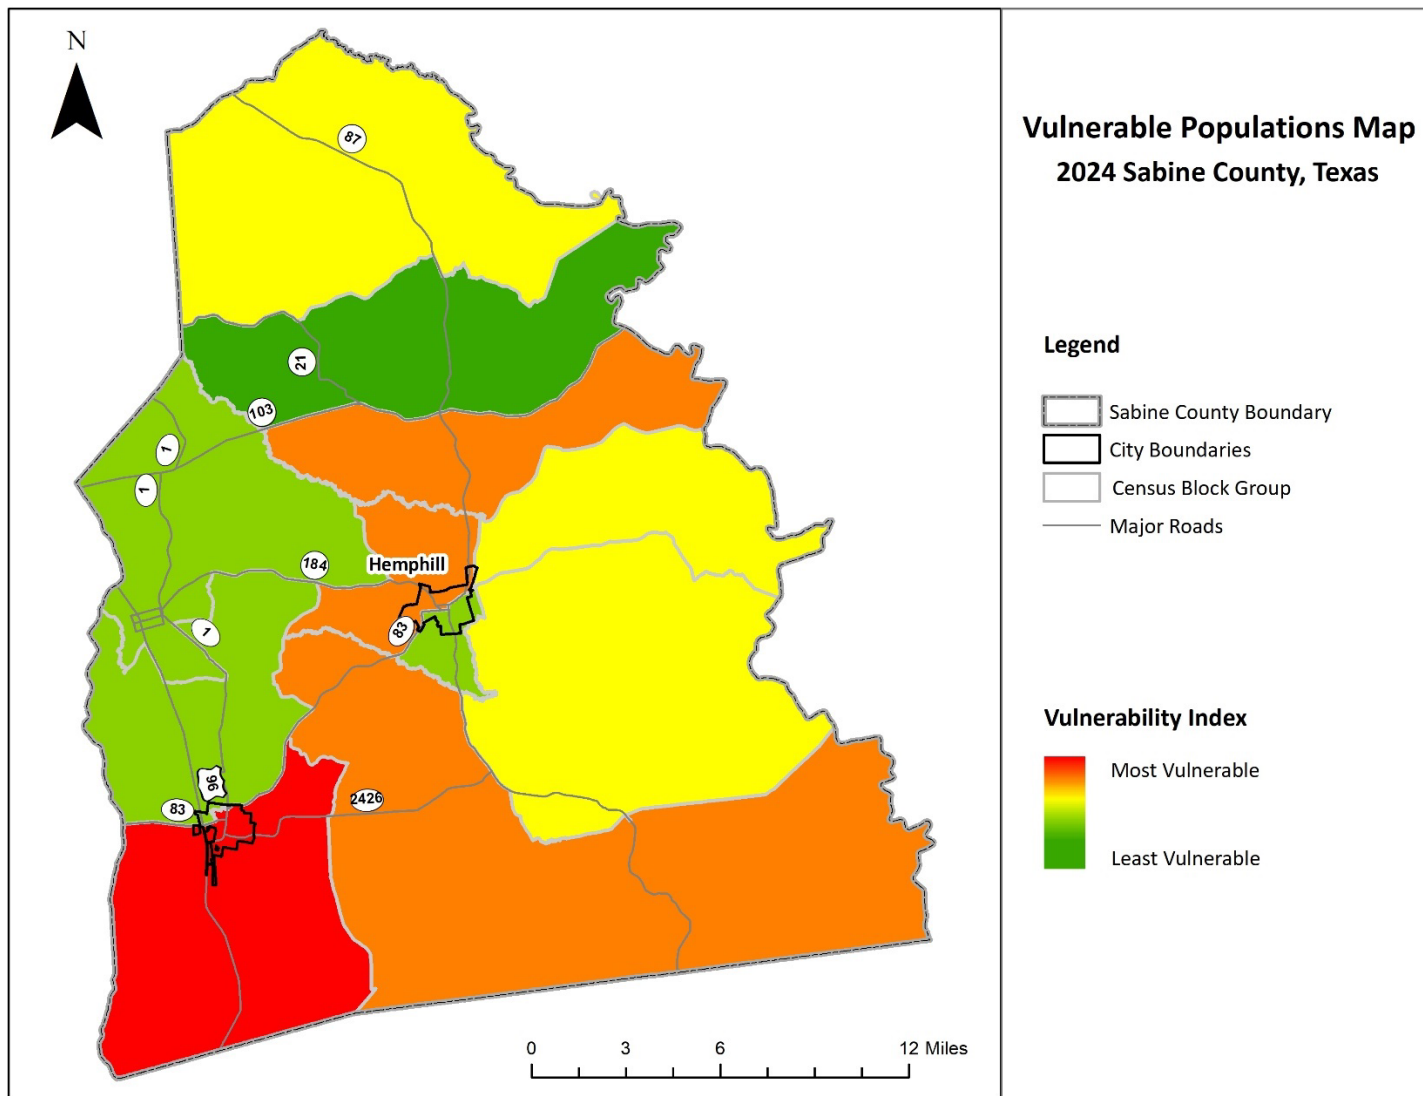 N
Vulnerable Populations Map
2024 Sabine County, Texas
87
21
103
1
1
184
Hemphill
1
83
96
83
2426
Legend
Sabine County Boundary
City Boundaries
Census Block Group
Major Roads
Vulnerability Index
Most Vulnerable
Least Vulnerable
0 3 6 12 Miles